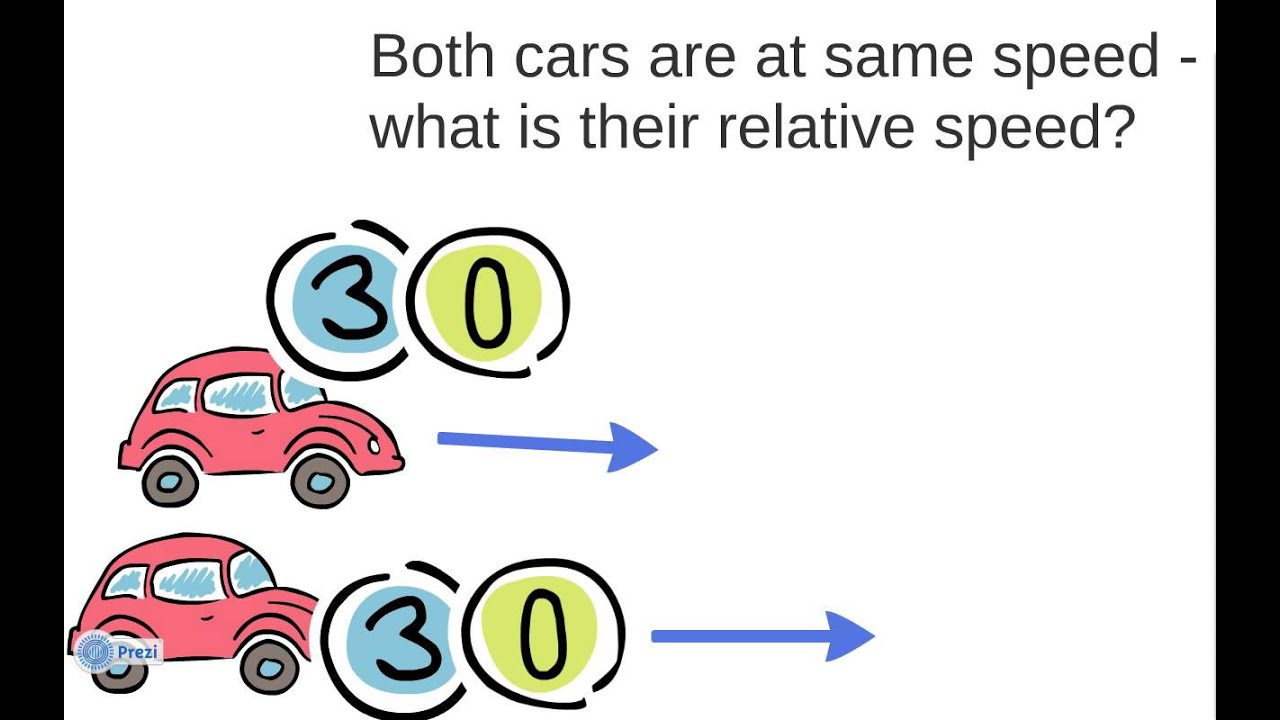 Both cars are at same speed -
what is their relative speed?
30
30
Prezi